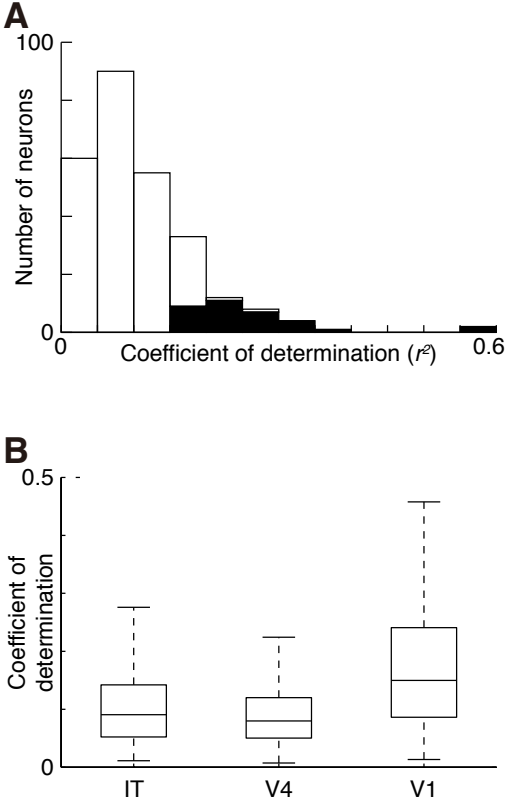 A
100
Number of neurons
0
0
Coefficient of determination (r²)
0.6
B
0.5
Coefficient of
determination
0
IT
V4
V1